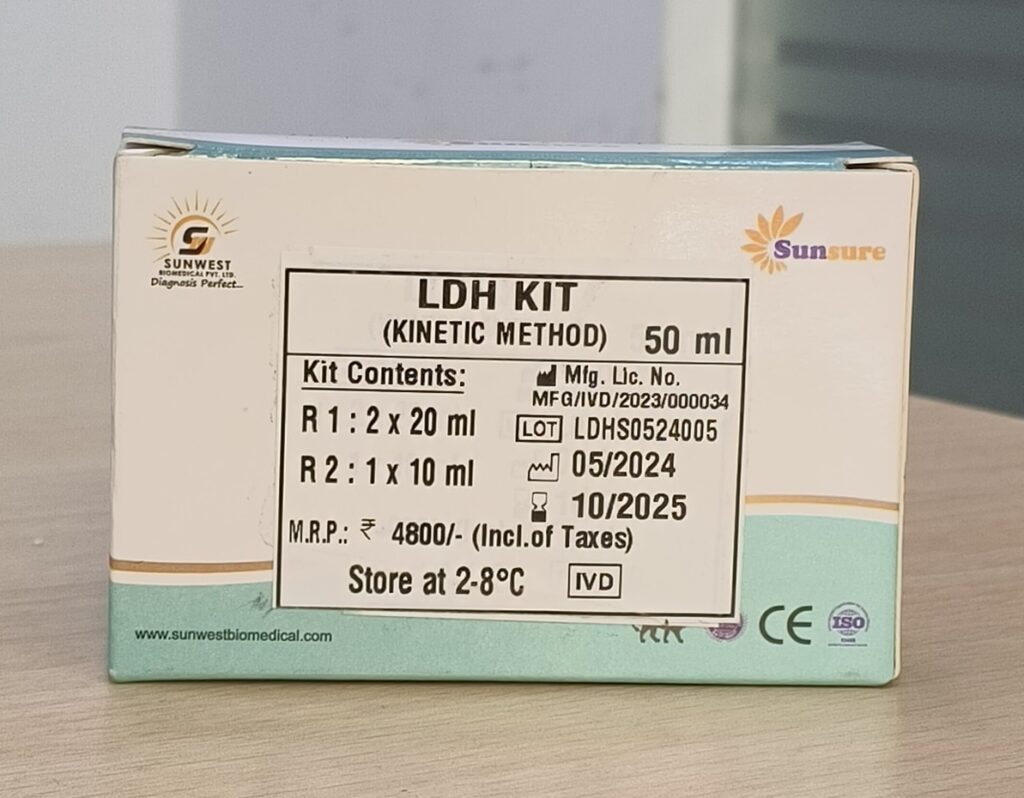 SUNWEST
BIOMEDICAL PVT. LTD.
Diagnosis Perfect...
Sunsure
LDH KIT
(KINETIC METHOD) 50 ml
Kit Contents:
R 1 : 2 x 20 ml
R 2 : 1 x 10 ml
Mfg. Lic. No.
MFG/IVD/2023/000034
LOT LDHS0524005
05/2024
10/2025
M.R.P.: ₹ 4800/- (Incl.of Taxes)
Store at 2-8°C IVD
www.sunwestbiomedical.com
CE
ISO